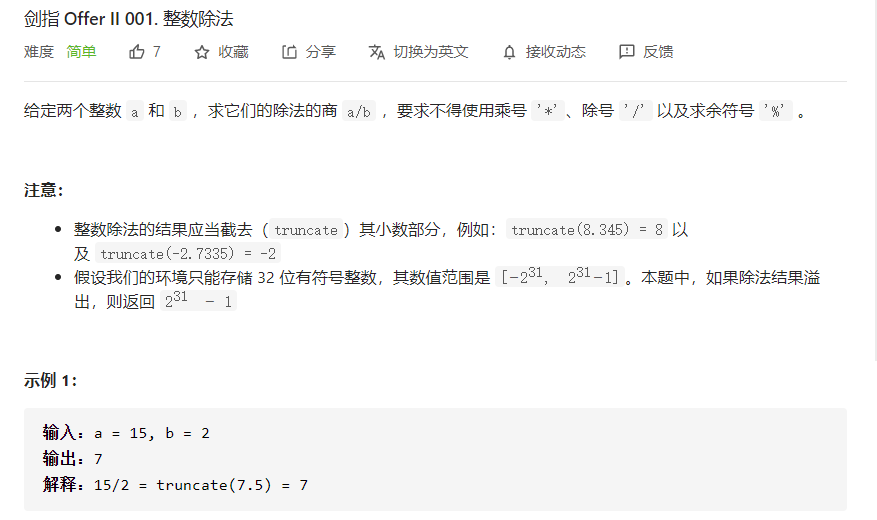 剑指 Offer II 001. 整数除法
难度 简单 7 收藏 分享 切换为英文 接收动态 反馈
给定两个整数 a 和 b ，求它们的除法的商 a/b ，要求不得使用乘号 '*'、除号 '/' 以及求余符号 '%' 。
注意：
• 整数除法的结果应当截去（truncate）其小数部分，例如：truncate(8.345) = 8 以
及 truncate(-2.7335) = -2
• 假设我们的环境只能存储 32 位有符号整数，其数值范围是 [−2³¹, 2³¹−1]。本题中，如果除法结果溢
出，则返回 2³¹ − 1
示例 1：
输入：a = 15, b = 2
输出：7
解释：15/2 = truncate(7.5) = 7